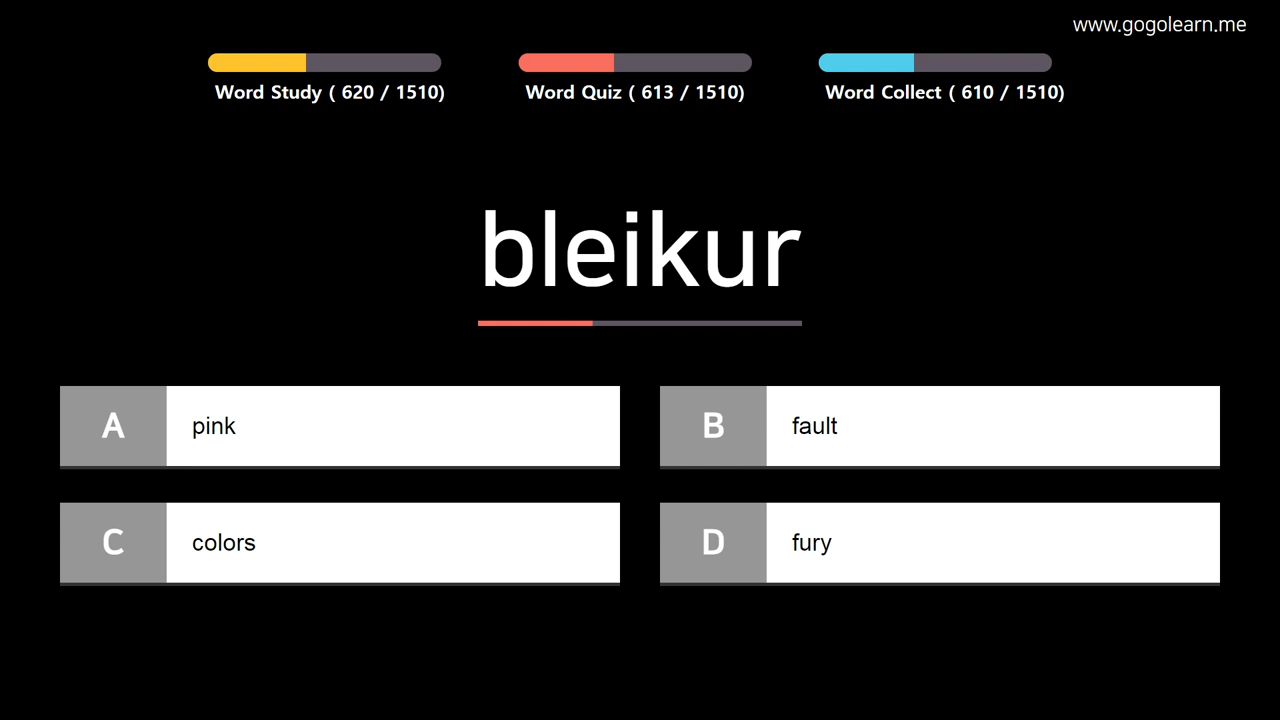 www.gogolearn.me
Word Study ( 620 / 1510)
Word Quiz ( 613 / 1510)
Word Collect ( 610 / 1510)
bleikur
A pink
B fault
C colors
D fury